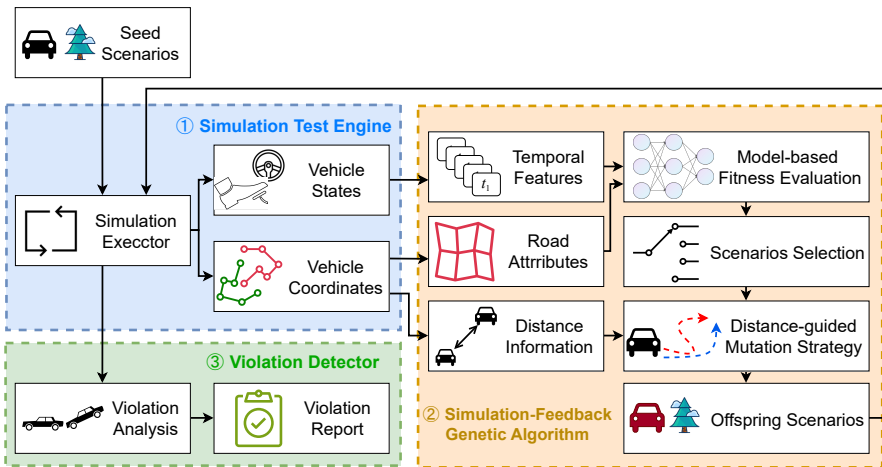 Seed
Scenarios
① Simulation Test Engine
Vehicle
States
Simulation
Execctor
Vehicle
Coordinates
③ Violation Detector
Violation
Analysis
Violation
Report
t1
Temporal
Features
Model-based
Fitness Evaluation
Road
Attrributes
Scenarios Selection
Distance
Information
Distance-guided
Mutation Strategy
② Simulation-Feedback
Genetic Algorithm
Offspring Scenarios